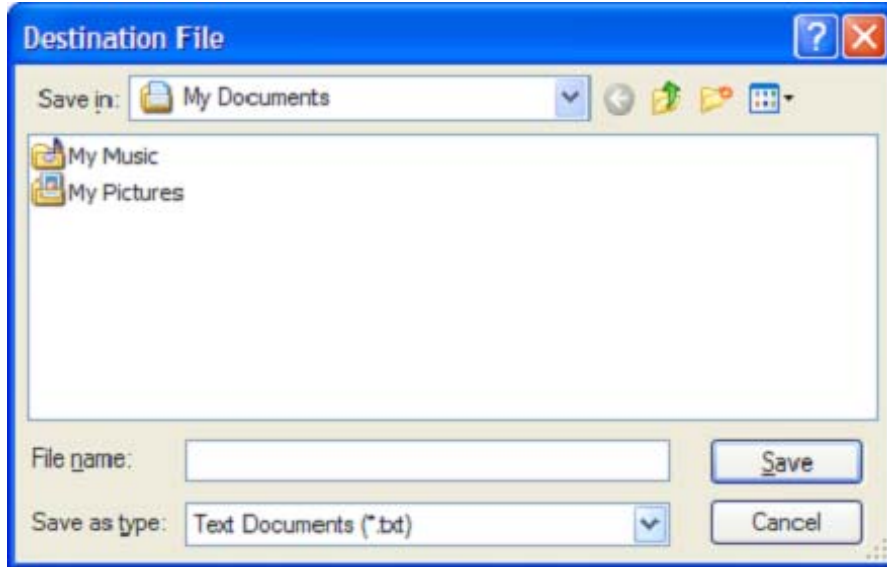 Destination File
Save in: My Documents
My Music
My Pictures
File name:
Save
Save as type: Text Documents (*.txt)
Cancel